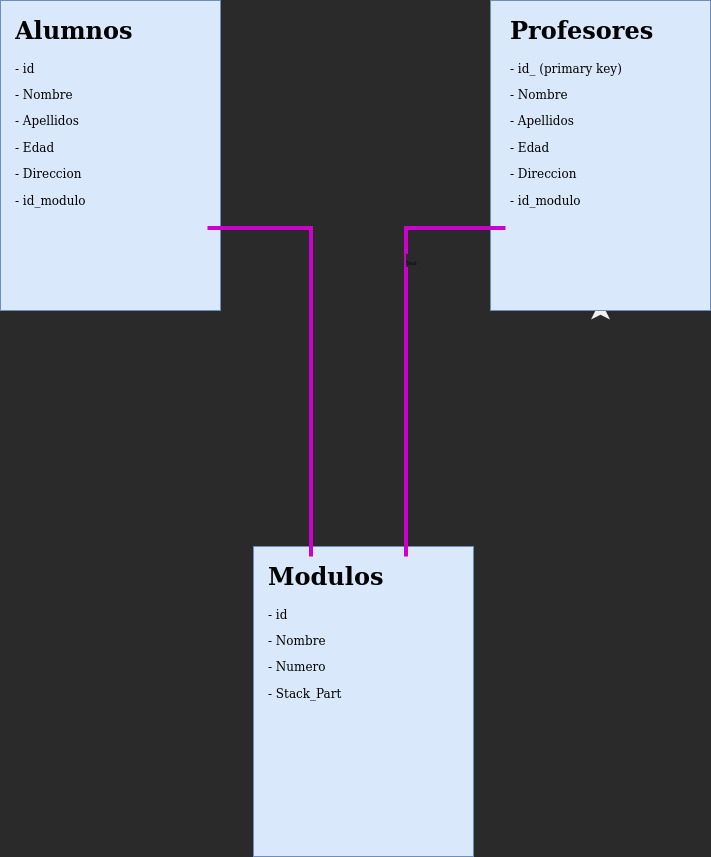 Alumnos
- id
- Nombre
- Apellidos
- Edad
- Direccion
- id_modulo
Profesores
- id_ (primary key)
- Nombre
- Apellidos
- Edad
- Direccion
- id_modulo
Modulos
- id
- Nombre
- Numero
- Stack_Part